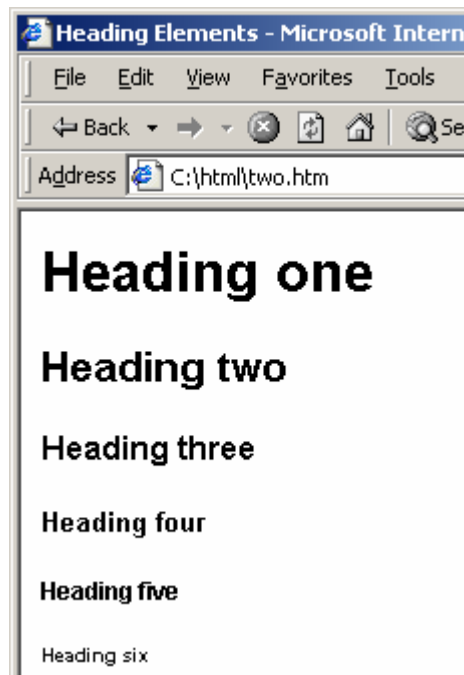 Heading Elements - Microsoft Intern
File Edit View Favorites Tools
Back Se
Address C:\html\two.htm
Heading one
Heading two
Heading three
Heading four
Heading five
Heading six